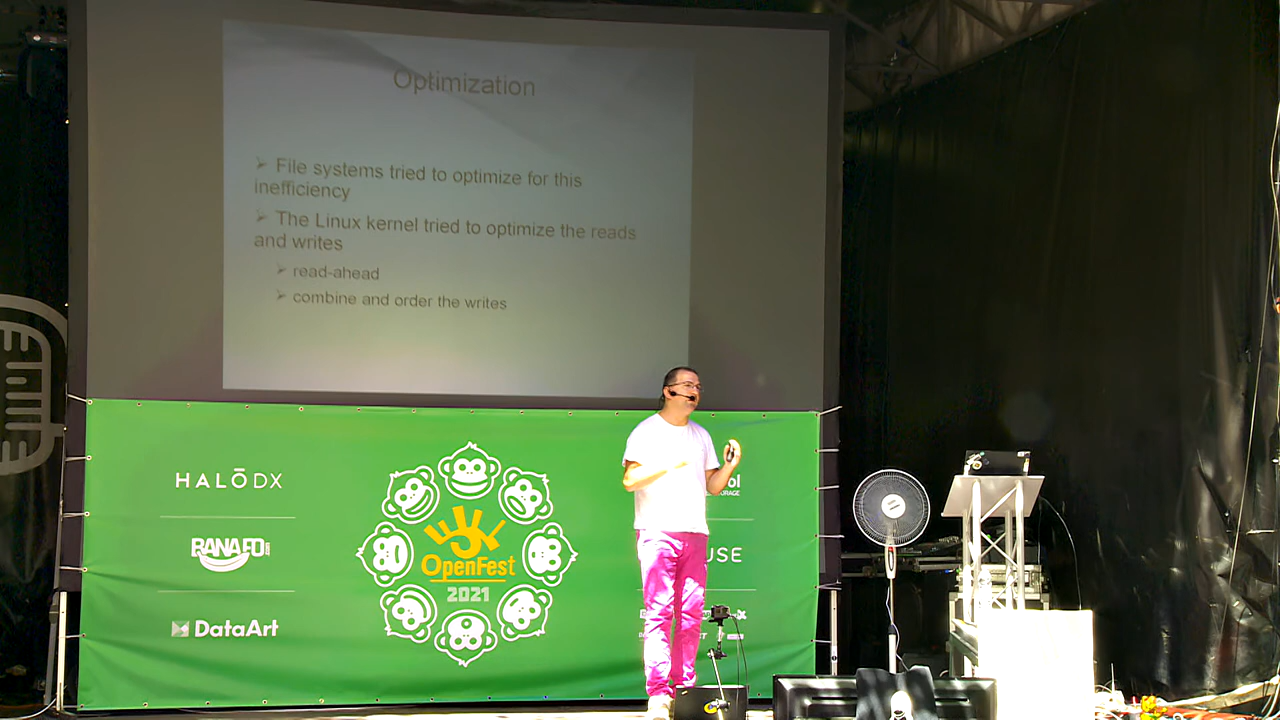 Optimization
➢ File systems tried to optimize for this
inefficiency
➢ The Linux kernel tried to optimize the reads
and writes
➢ read-ahead
➢ combine and order the writes
HALŌDX
DataArt
OpenFest
2021
USE